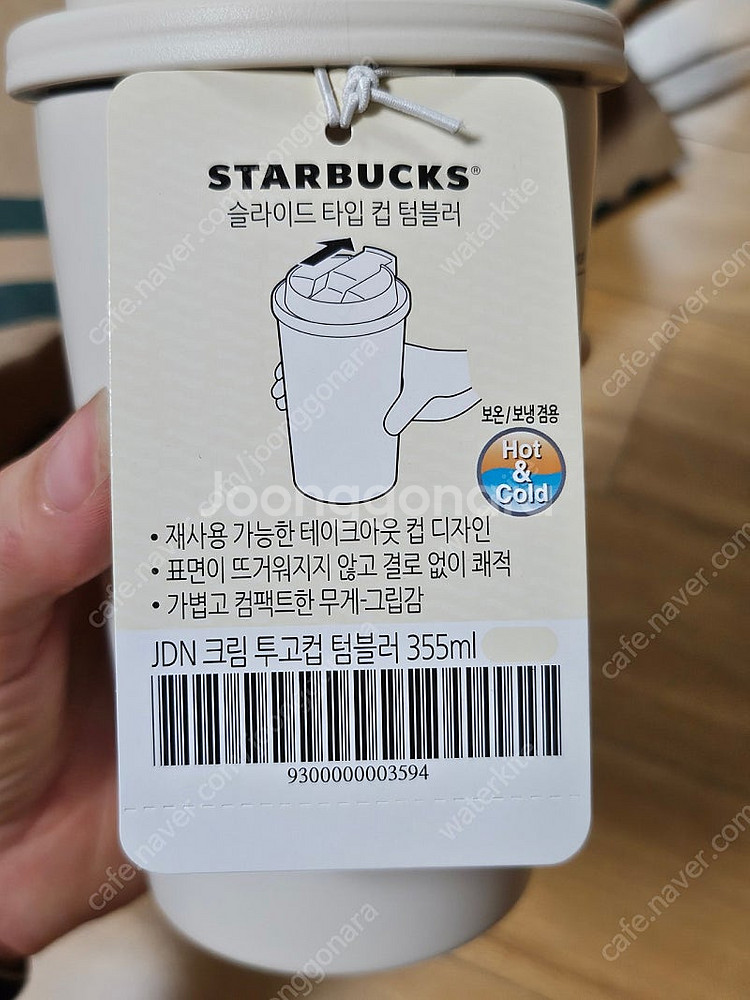 STARBUCKS®
슬라이드 타입 컵 텀블러
보온/보냉 겸용
Hot
&
Cold
Joonggonara
• 재사용 가능한 테이크아웃 컵 디자인
• 표면이 뜨거워지지 않고 결로 없이 쾌적
• 가볍고 컴팩트한 무게·그립감
JDN 크림 투고컵 텀블러 355ml
9300000003594
cafe.naver.com/joonggonara
waterkite